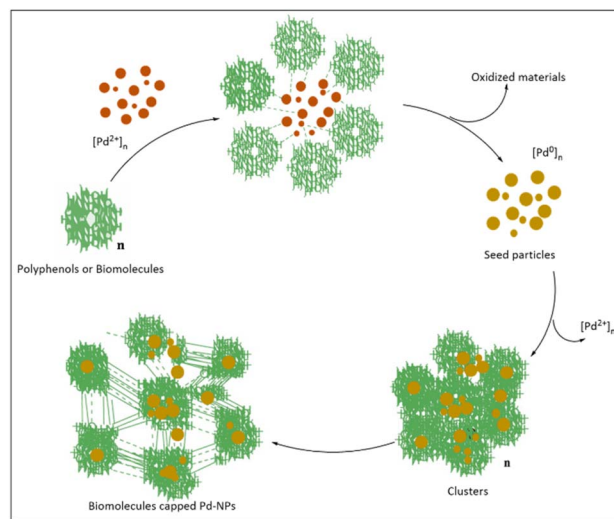 Oxidized materials
[Pd²⁺]ₙ
[Pd⁰]ₙ
n
Polyphenols or Biomolecules
Seed particles
[Pd²⁺]ₙ
n
Clusters
Biomolecules capped Pd-NPs